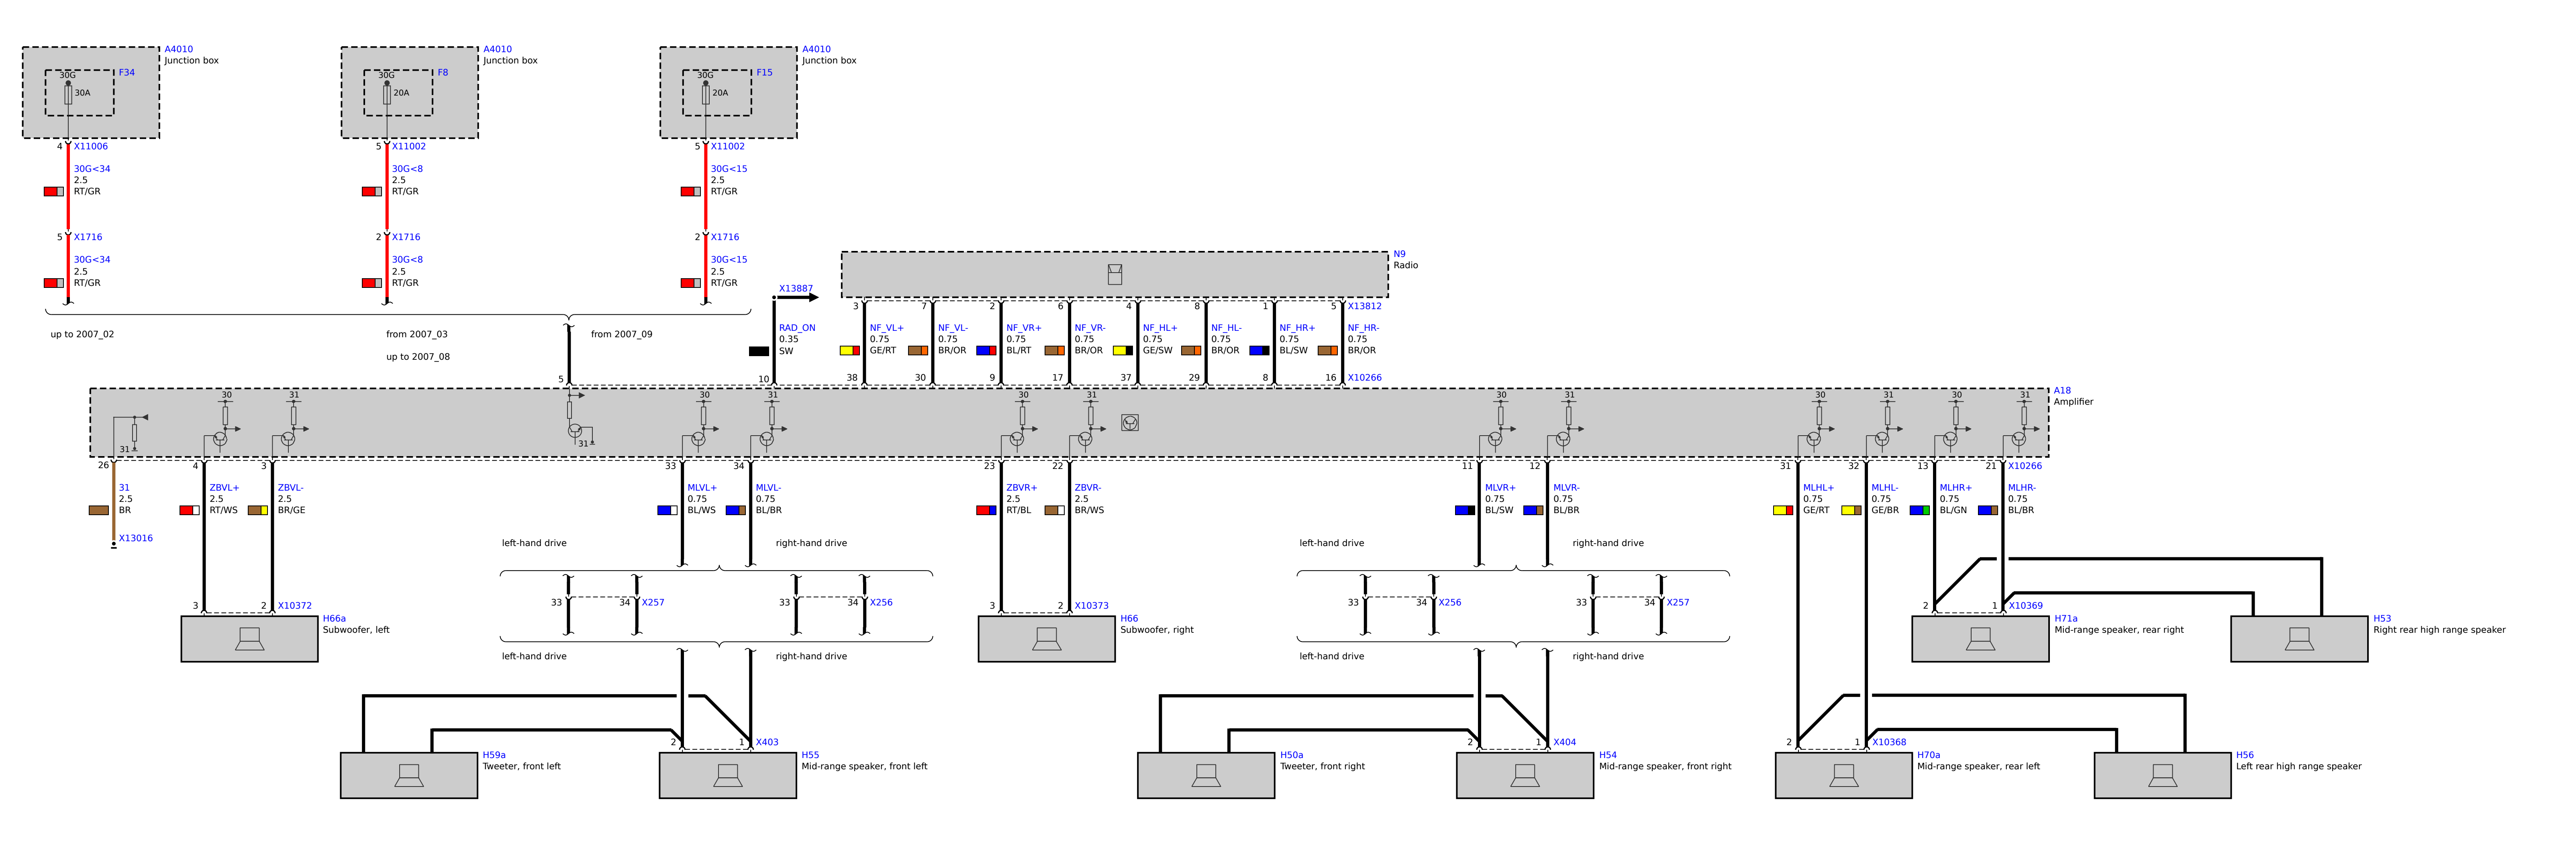 A4010
Junction box
30G
F34
30A
4
X11006
30G<34
2.5
RT/GR
5
X1716
30G<34
2.5
RT/GR
A4010
Junction box
30G
F8
20A
5
X11002
30G<8
2.5
RT/GR
2
X1716
30G<8
2.5
RT/GR
A4010
Junction box
30G
F15
20A
5
X11002
30G<15
2.5
RT/GR
2
X1716
30G<15
2.5
RT/GR
up to 2007_02
from 2007_03
up to 2007_08
from 2007_09
5
X13887
RAD_ON
0.35
SW
10
N9
Radio
3
NF_VL+
0.75
GE/RT
38
7
NF_VL-
0.75
BR/OR
30
2
NF_VR+
0.75
BL/RT
9
6
NF_VR-
0.75
BR/OR
17
4
NF_HL+
0.75
GE/SW
37
8
NF_HL-
0.75
BR/OR
29
1
NF_HR+
0.75
BL/SW
8
5
X13812
NF_HR-
0.75
BR/OR
16
X10266
A18
Amplifier
31
30
31
31
30
31
30
31
30
31
30
31
30
31
26
31
2.5
BR
X13016
4
ZBVL+
2.5
RT/WS
3
3
ZBVL-
2.5
BR/GE
2
X10372
H66a
Subwoofer, left
33
MLVL+
0.75
BL/WS
34
MLVL-
0.75
BL/BR
left-hand drive
right-hand drive
33
34
X257
33
34
X256
left-hand drive
right-hand drive
2
1
X403
H59a
Tweeter, front left
H55
Mid-range speaker, front left
23
ZBVR+
2.5
RT/BL
3
22
ZBVR-
2.5
BR/WS
2
X10373
H66
Subwoofer, right
11
MLVR+
0.75
BL/SW
12
MLVR-
0.75
BL/BR
left-hand drive
right-hand drive
33
34
X256
33
34
X257
left-hand drive
right-hand drive
2
1
X404
H50a
Tweeter, front right
H54
Mid-range speaker, front right
31
MLHL+
0.75
GE/RT
32
MLHL-
0.75
GE/BR
13
MLHR+
0.75
BL/GN
21
X10266
MLHR-
0.75
BL/BR
2
1
X10369
H71a
Mid-range speaker, rear right
H53
Right rear high range speaker
2
1
X10368
H70a
Mid-range speaker, rear left
H56
Left rear high range speaker